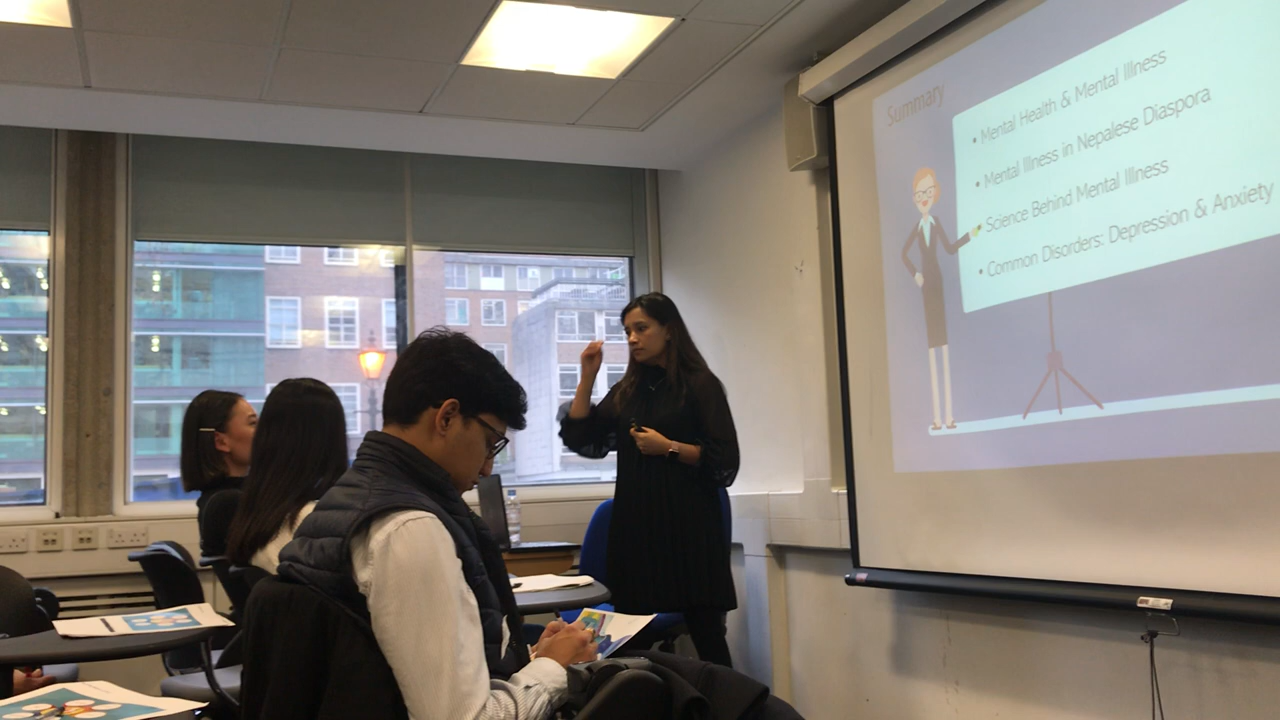 Summary
• Mental Health & Mental Illness
• Mental Illness in Nepalese Diaspora
• Science Behind Mental Illness
• Common Disorders: Depression & Anxiety